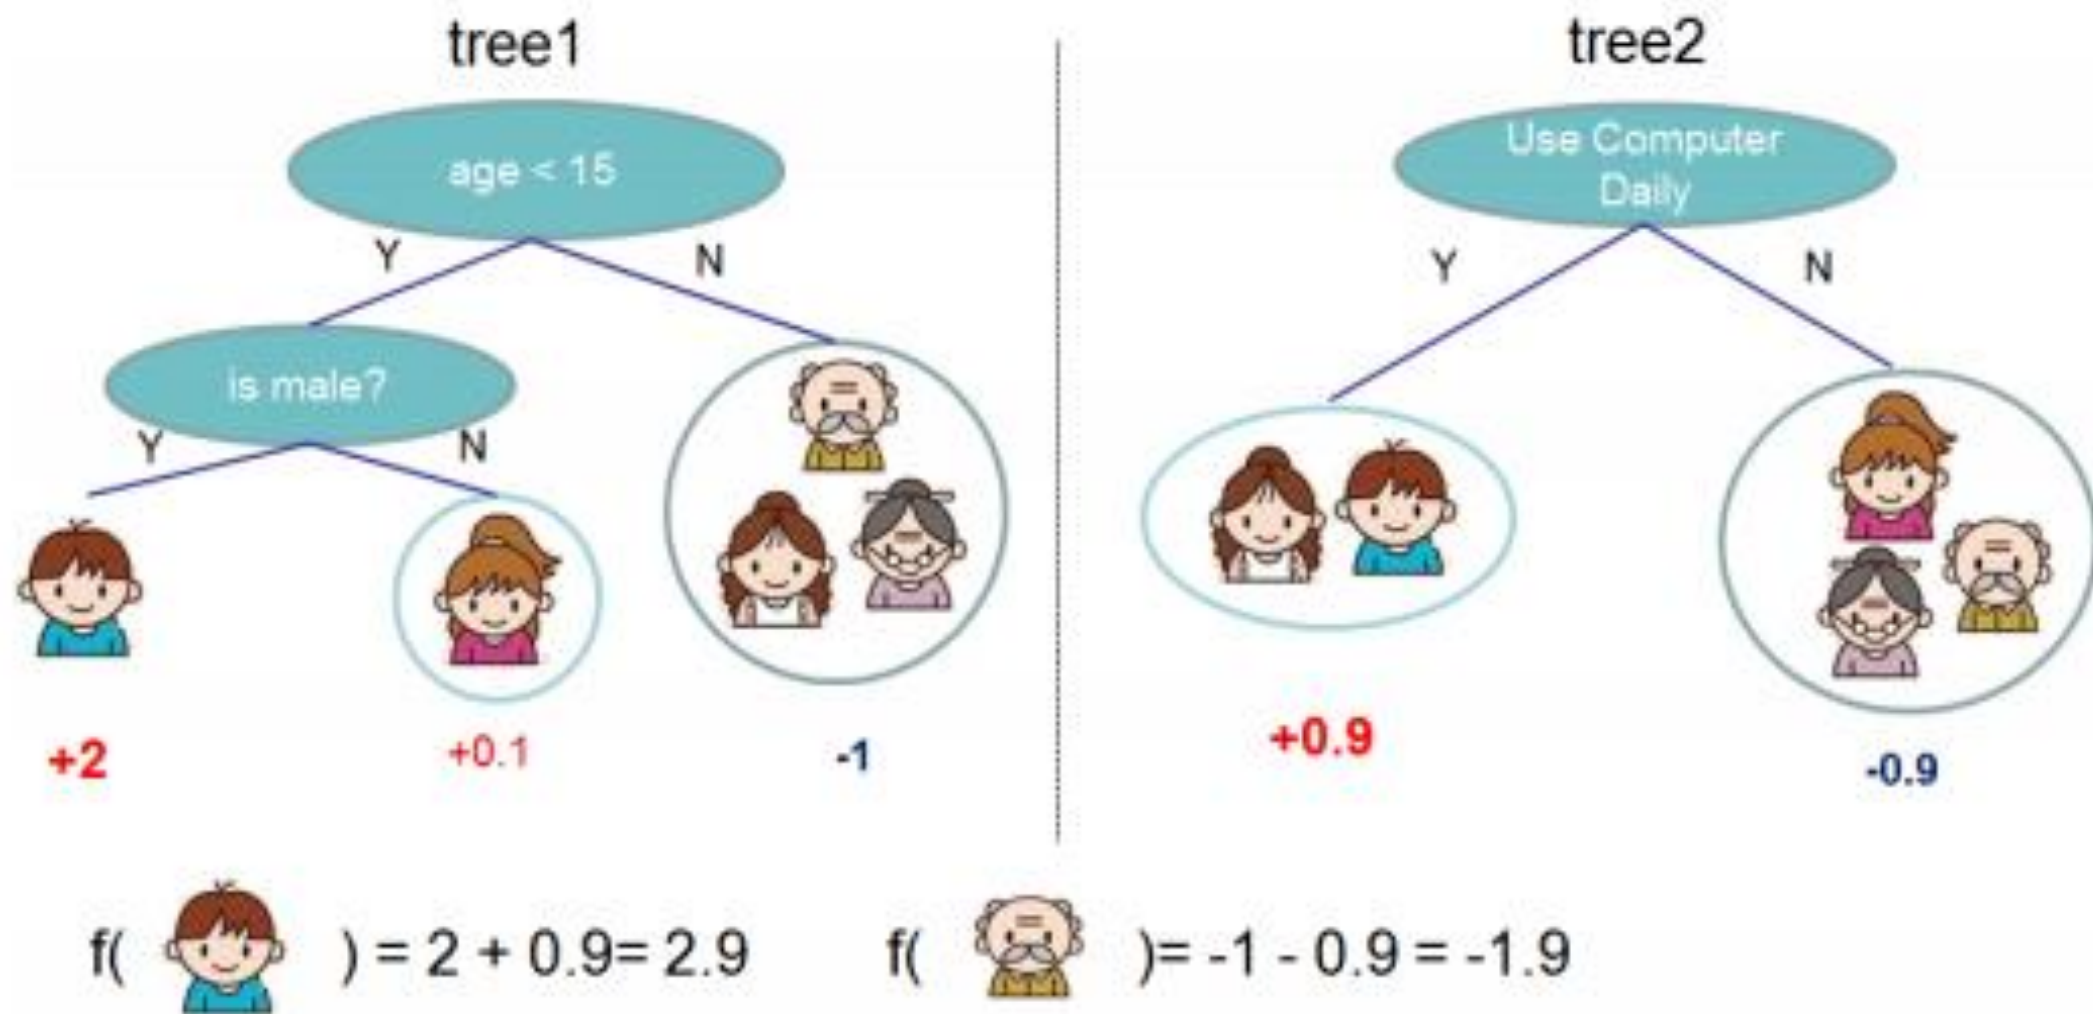 tree1
tree2
age < 15
Use Computer
Daily
Y
N
Y
N
is male?
Y
N
+2
+0.1
-1
+0.9
-0.9
f( ) = 2 + 0.9= 2.9
f( )= -1 - 0.9 = -1.9